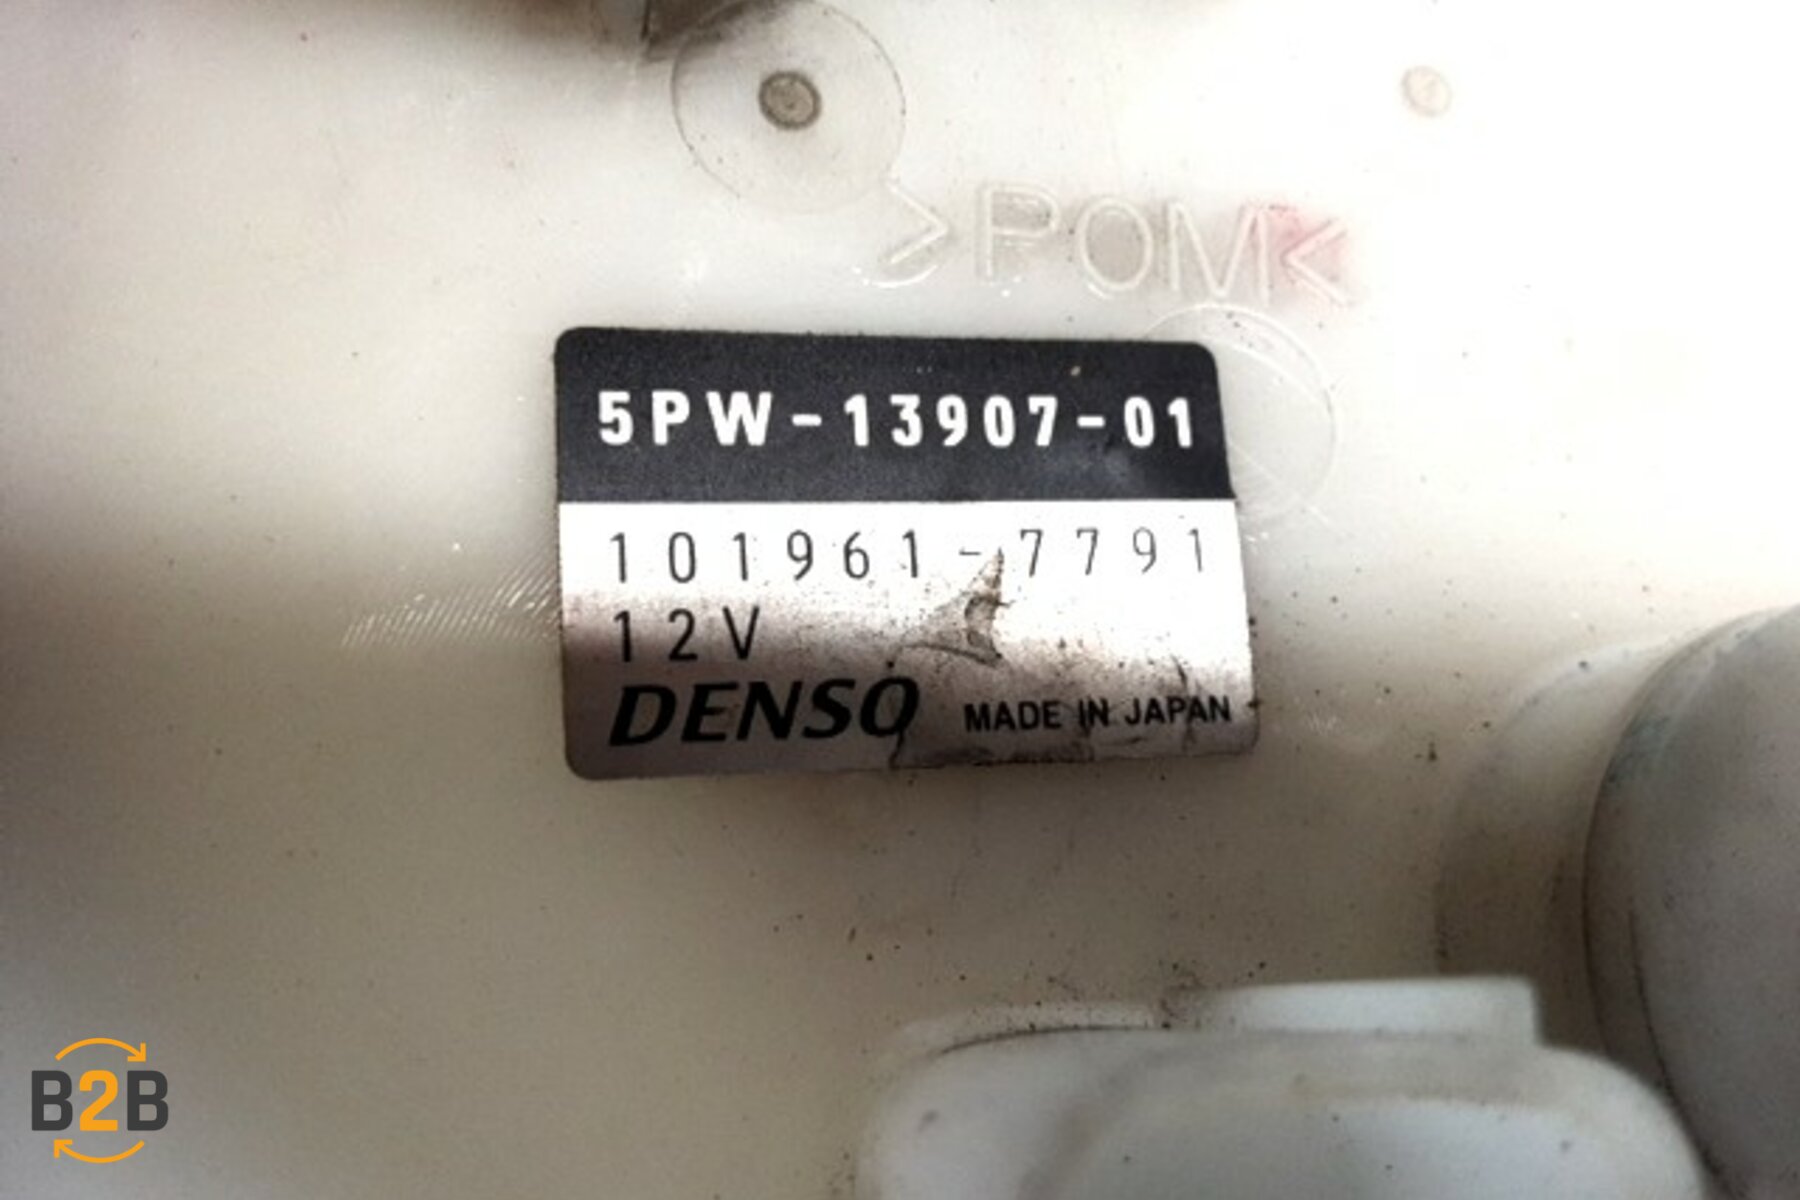 >POM<
5PW-13907-01
101961-7791
12V
DENSO MADE IN JAPAN
B2B